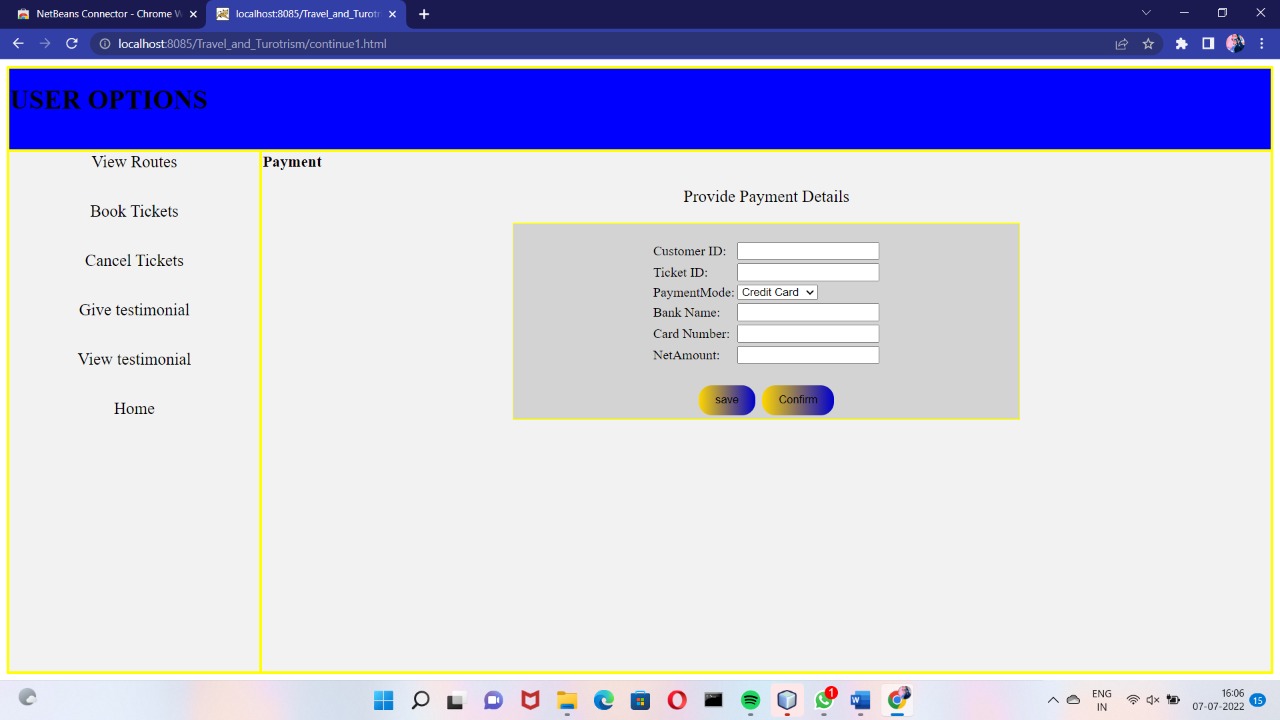 NetBeans Connector - Chrome W
localhost:8085/Travel_and_Turotr
localhost:8085/Travel_and_Turotrism/continue1.html
USER OPTIONS
View Routes
Book Tickets
Cancel Tickets
Give testimonial
View testimonial
Home
Payment
Provide Payment Details
Customer ID:
Ticket ID:
PaymentMode: Credit Card
Bank Name:
Card Number:
NetAmount:
save Confirm
1
ENG
IN
16:06
07-07-2022
15